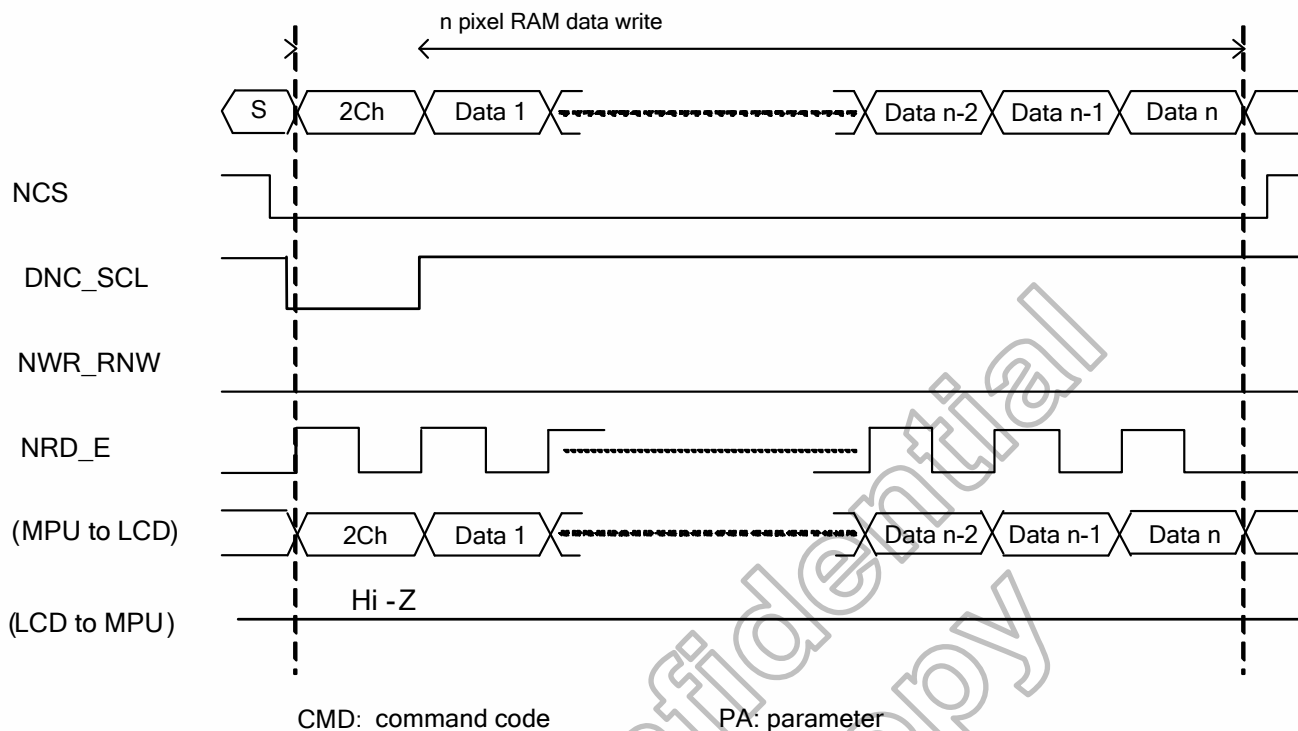 n pixel RAM data write
S 2Ch Data 1 Data n-2 Data n-1 Data n
NCS
DNC_SCL
NWR_RNW
NRD_E
(MPU to LCD) 2Ch Data 1 Data n-2 Data n-1 Data n
Hi -Z
(LCD to MPU)
CMD: command code PA: parameter